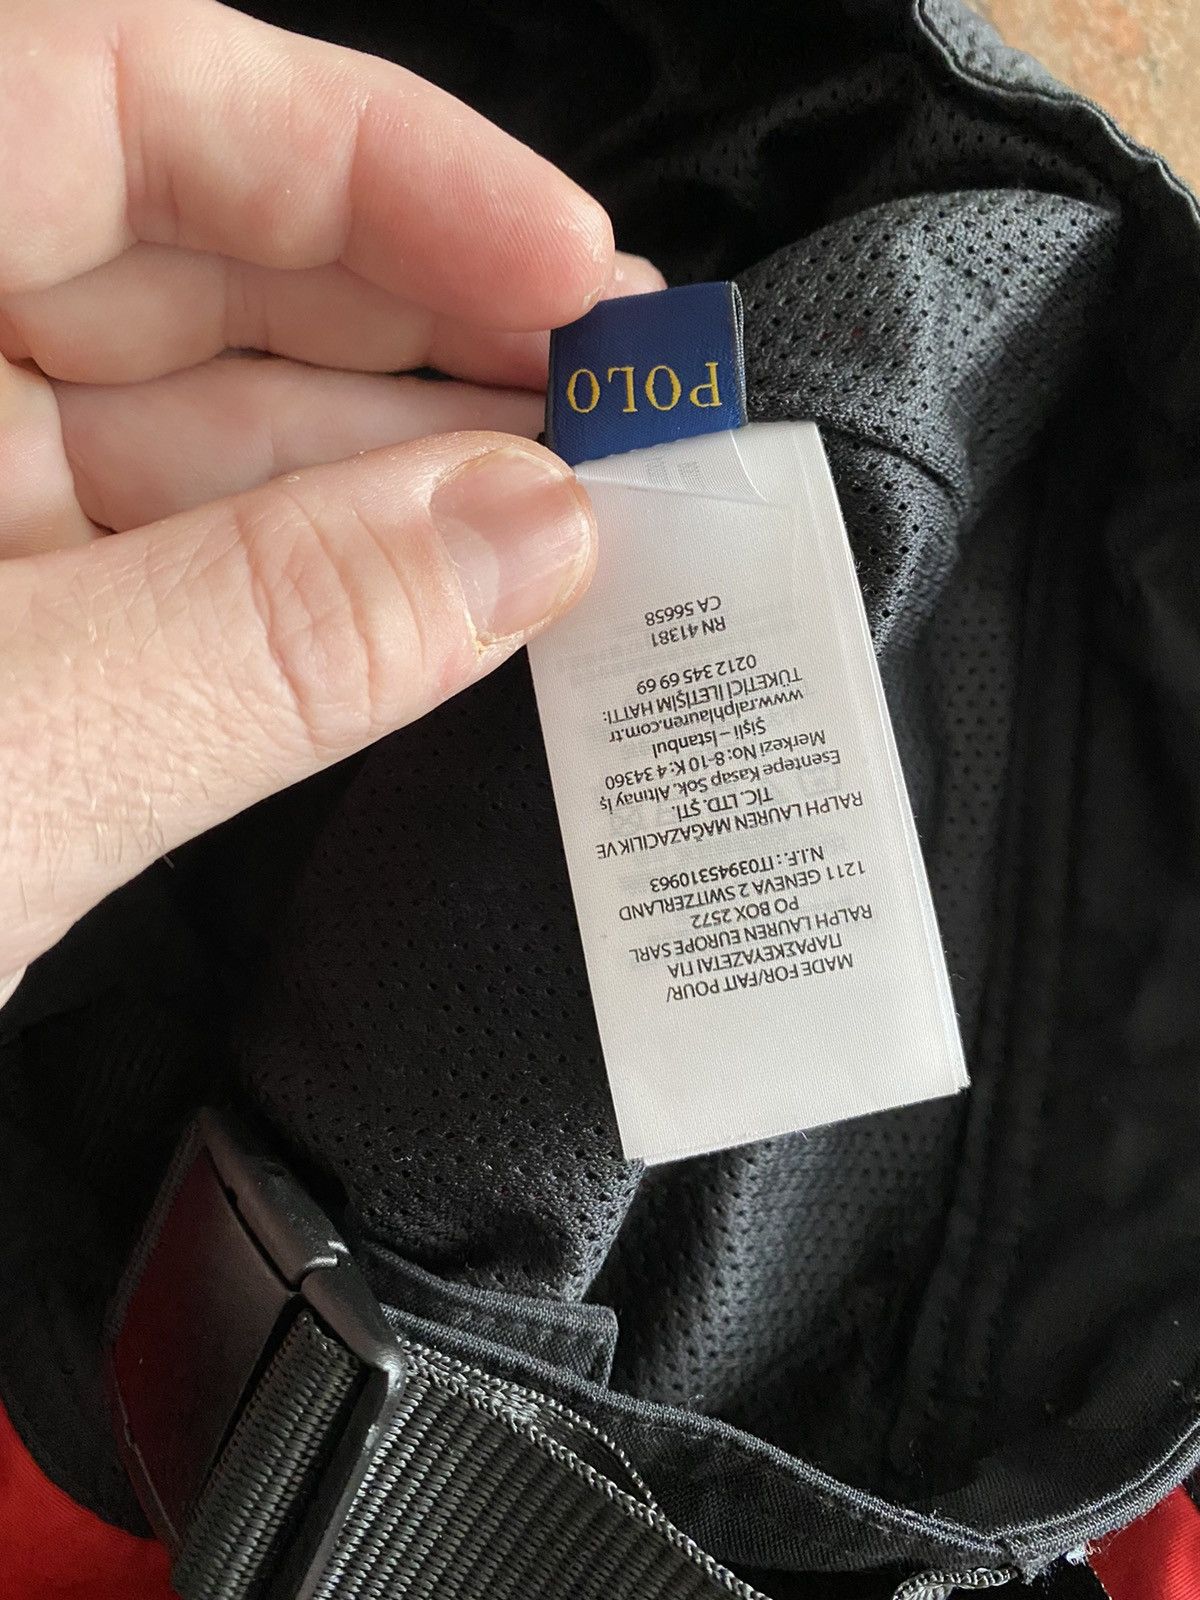 MADE FOR/FAIT POUR/
ΠΑΡΑΣΚΕΥΑΖΕΤΑΙ ΓΙΑ
RALPH LAUREN EUROPE SARL
PO BOX 2572
1211 GENEVA 2 SWITZERLAND
N.I.F.: IT03945310963
RALPH LAUREN MAĞAZACILIK VE
TİC. LTD. ŞTİ.
Esentepe Kasap Sok. Altınay İş
Merkezi No: 8-10 K: 4 34360
Şişli – İstanbul
www.ralphlauren.com.tr
TÜKETİCİ İLETİŞİM HATTI:
0212 345 69 69
RN 41381
CA 56658
POLO